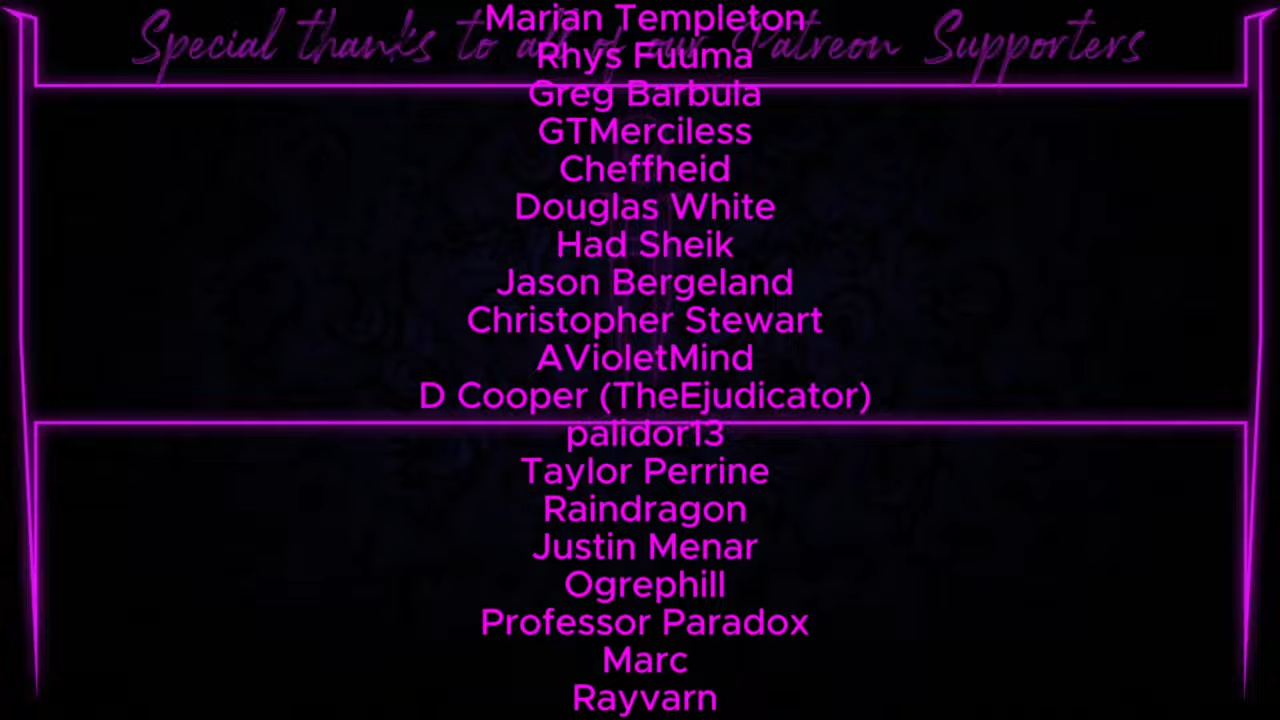 Special thanks to all of our Patreon Supporters
Marian Templeton
Rhys Fuuma
Greg Barbula
GTMerciless
Cheffheid
Douglas White
Had Sheik
Jason Bergeland
Christopher Stewart
AVioletMind
D Cooper (TheEjudicator)
palidor13
Taylor Perrine
Raindragon
Justin Menar
Ogrephill
Professor Paradox
Marc
Rayvarn